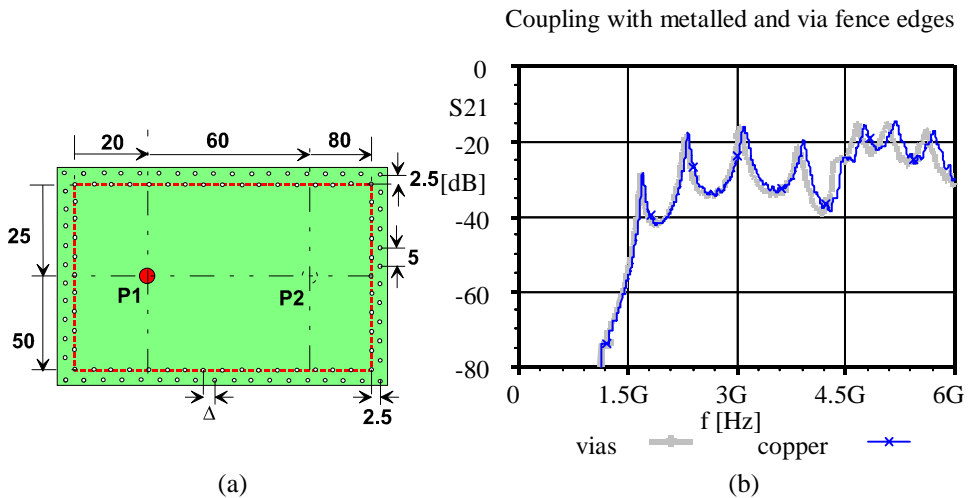 Coupling with metalled and via fence edges
20
60
80
2.5
25
5
P1
P2
50
Δ
2.5
(a)
0
S21
-20
[dB]
-40
-60
-80
0
1.5G
3G
4.5G
6G
f [Hz]
vias
copper
(b)